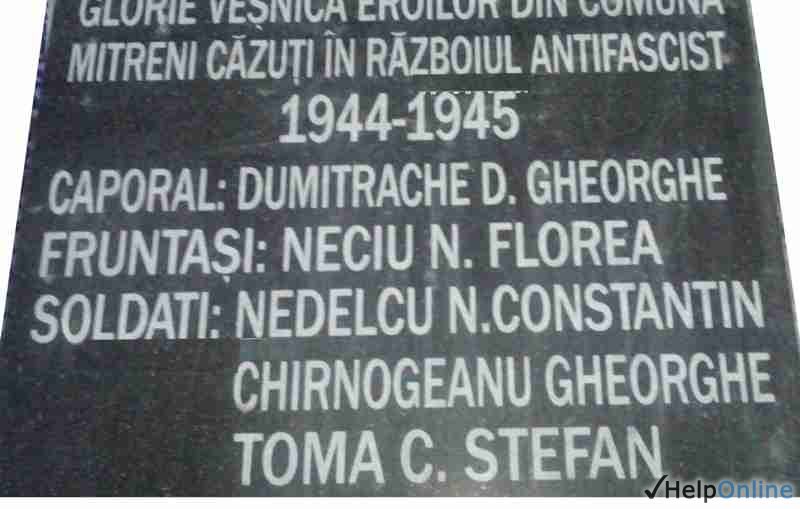 GLORIE VEȘNICĂ EROILOR DIN COMUNA
MITRENI CĂZUȚI ÎN RĂZBOIUL ANTIFASCIST
1944-1945
CAPORAL: DUMITRACHE D. GHEORGHE
FRUNTAȘI: NECIU N. FLOREA
SOLDATI: NEDELCU N.CONSTANTIN
CHIRNOGEANU GHEORGHE
TOMA C. STEFAN
✓HelpOnline